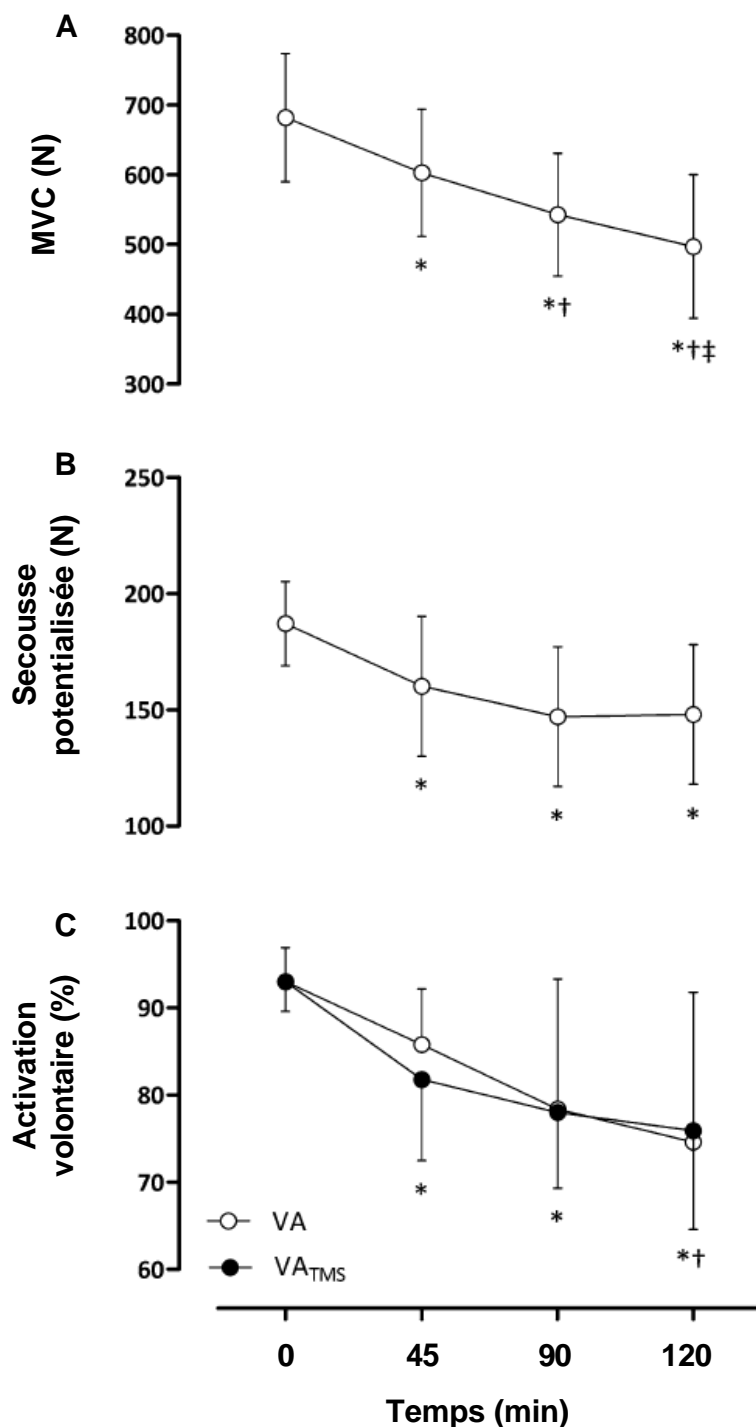 A
MVC (N)
800
700
600
500
400
300
*
*†
*†‡
B
Secousse
potentialisée (N)
250
200
150
100
*
*
*
C
Activation
volontaire (%)
100
90
80
70
60
VA
VATMS
*
*
*†
0 45 90 120
Temps (min)